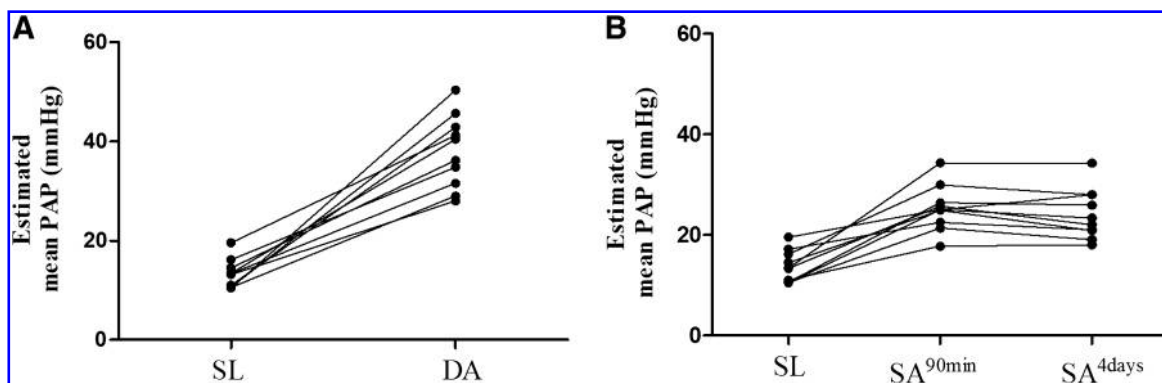 A
60
40
20
0
Estimated
mean PAP (mmHg)
SL
DA
B
60
40
20
0
Estimated
mean PAP (mmHg)
SL
SA90min
SA4days